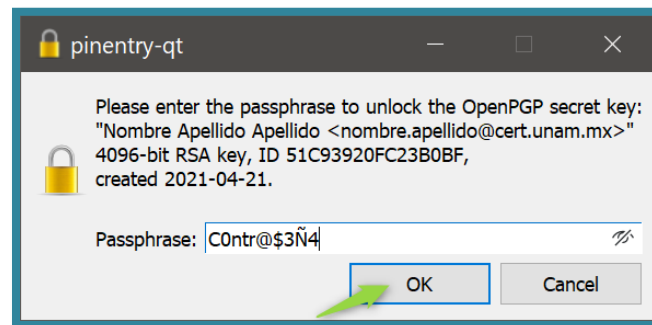 pinentry-qt
Please enter the passphrase to unlock the OpenPGP secret key:
"Nombre Apellido Apellido <nombre.apellido@cert.unam.mx>"
4096-bit RSA key, ID 51C93920FC23B0BF,
created 2021-04-21.
Passphrase: C0ntr@$3Ñ4
OK Cancel